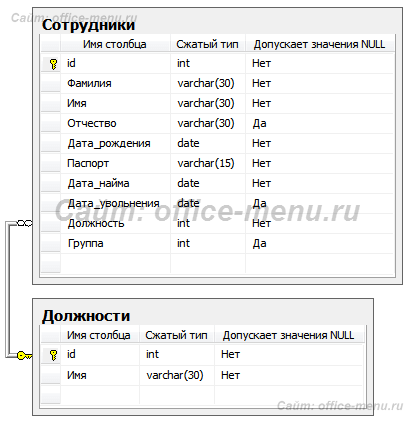 Сайт: office-menu.ru
Сотрудники
Имя столбца Сжатый тип Допускает значения NULL
id int Нет
Фамилия varchar(30) Нет
Имя varchar(30) Нет
Отчество varchar(30) Да
Дата_рождения date Нет
Паспорт varchar(15) Нет
Дата_найма date Нет
Дата_увольнения date Да
Сайт: office-menu.ru
Должность int Нет
Группа int Да
Должности
Имя столбца Сжатый тип Допускает значения NULL
id int Нет
Имя varchar(30) Нет
Сайт: office-menu.ru